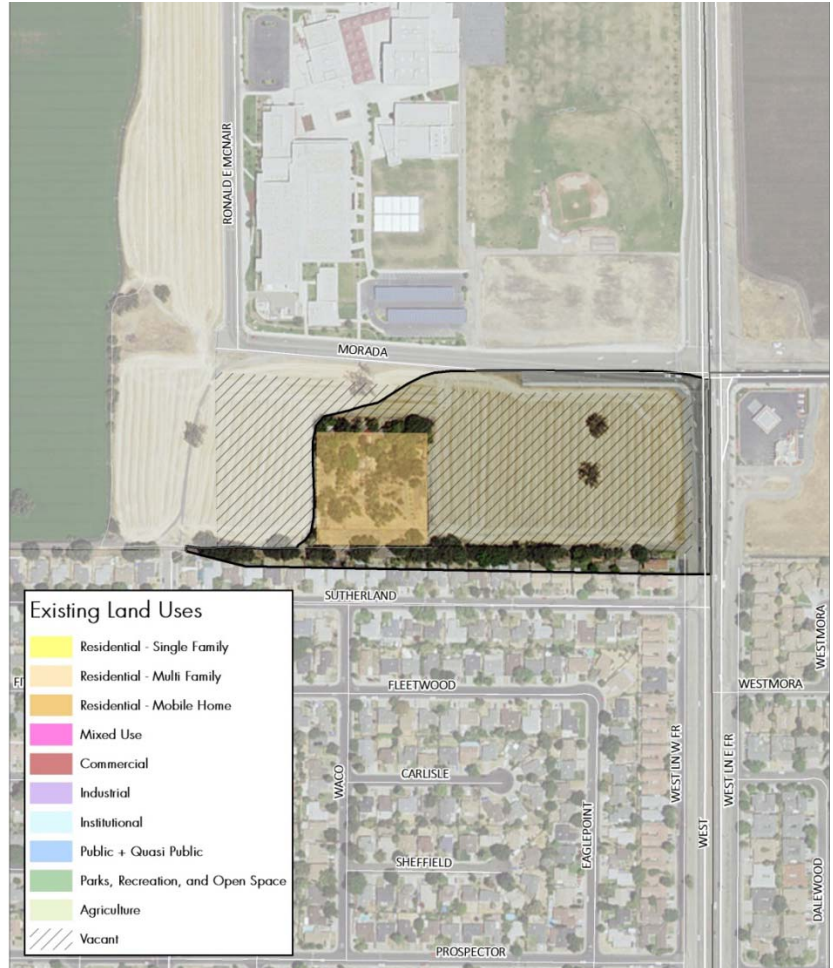 RONALD E MCNAIR
MORADA
SUTHERLAND
WESTMORA
FLEETWOOD
WESTMORA
WACO
CARLISLE
EAGLEPOINT
WEST LN W FR
WEST
WEST LN E FR
SHEFFIELD
DALEWOOD
PROSPECTOR
Existing Land Uses
Residential - Single Family
Residential - Multi Family
Residential - Mobile Home
Mixed Use
Commercial
Industrial
Institutional
Public + Quasi Public
Parks, Recreation, and Open Space
Agriculture
Vacant